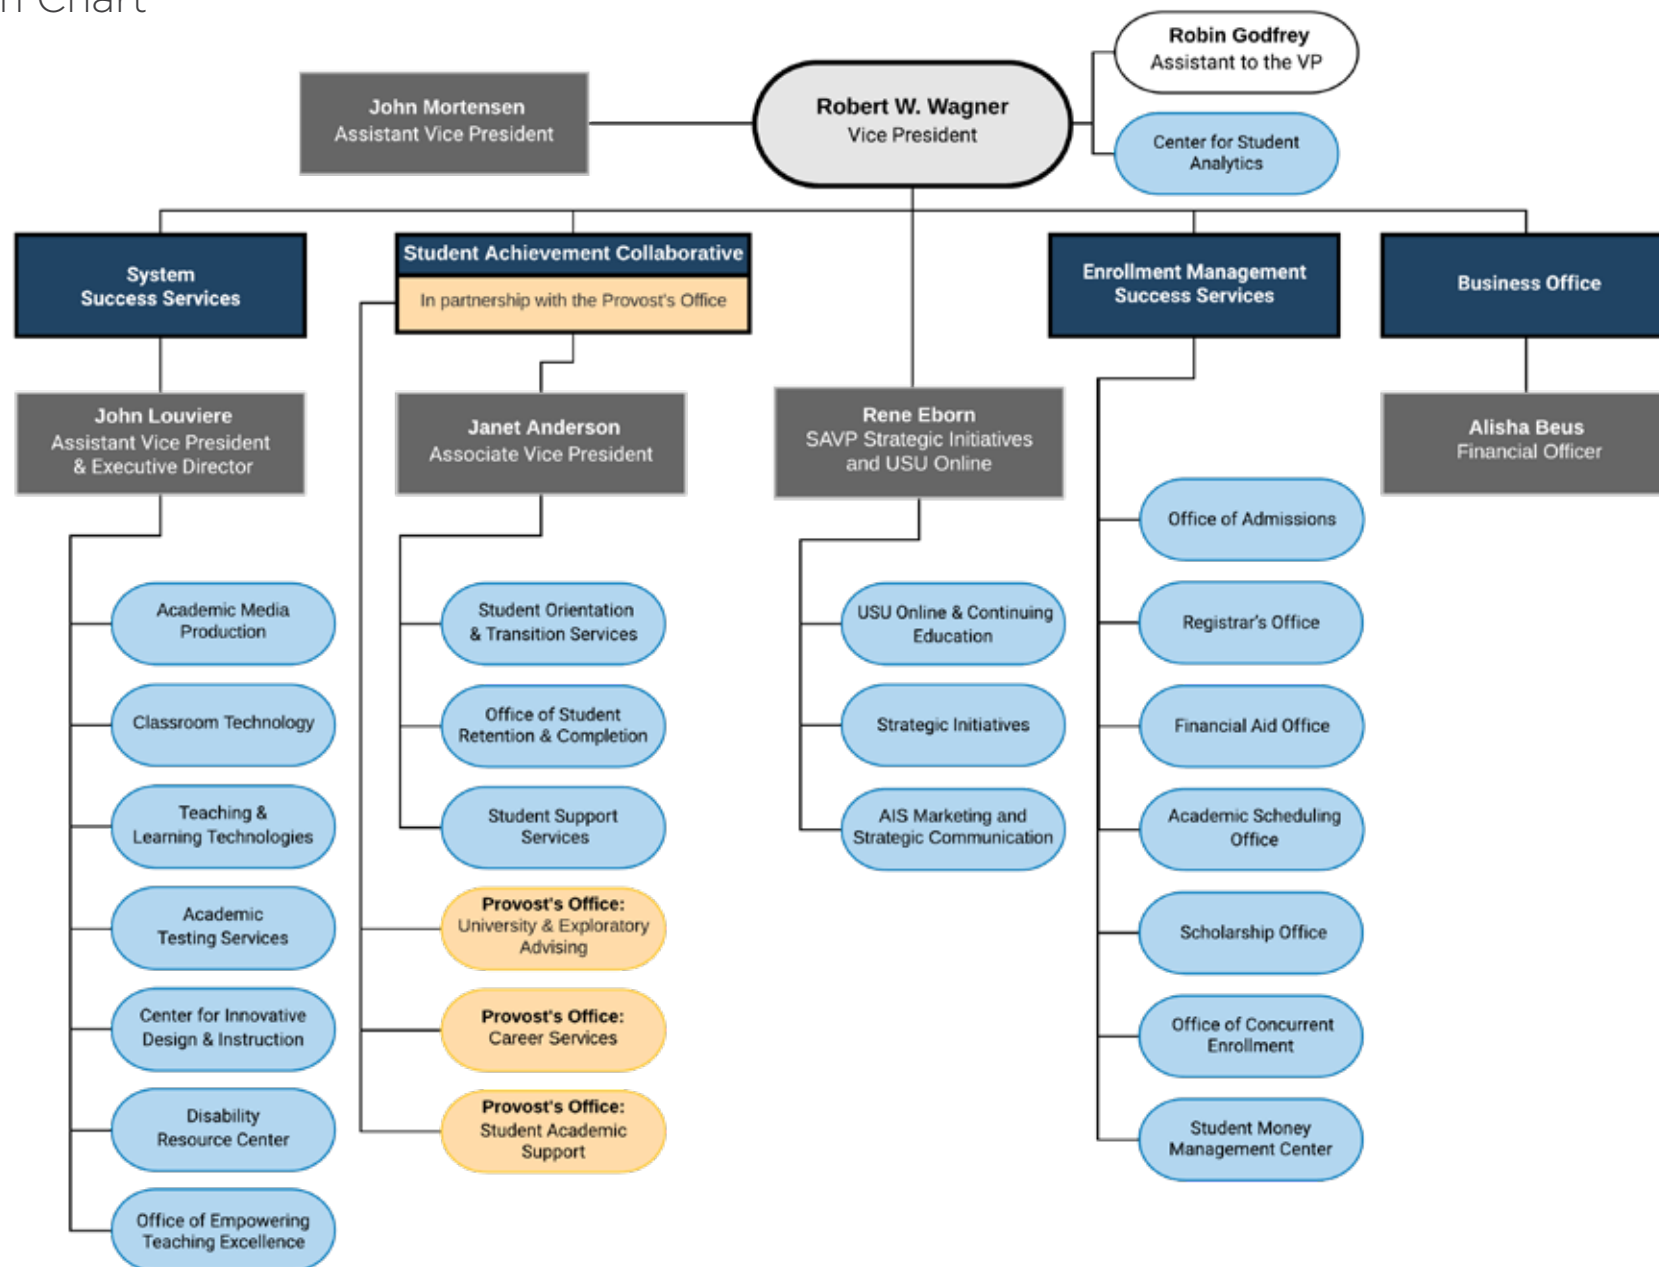 Chart
Robin Godfrey
Assistant to the VP
John Mortensen
Assistant Vice President
Robert W. Wagner
Vice President
Center for Student
Analytics
System
Success Services
Student Achievement Collaborative
In partnership with the Provost's Office
Enrollment Management
Success Services
Business Office
John Louviere
Assistant Vice President
& Executive Director
Janet Anderson
Associate Vice President
Rene Eborn
SAVP Strategic Initiatives
and USU Online
Alisha Beus
Financial Officer
Academic Media
Production
Classroom Technology
Teaching &
Learning Technologies
Academic
Testing Services
Center for Innovative
Design & Instruction
Disability
Resource Center
Office of Empowering
Teaching Excellence
Student Orientation
& Transition Services
Office of Student
Retention & Completion
Student Support
Services
Provost's Office:
University & Exploratory
Advising
Provost's Office:
Career Services
Provost's Office:
Student Academic
Support
USU Online & Continuing
Education
Strategic Initiatives
AIS Marketing and
Strategic Communication
Office of Admissions
Registrar's Office
Financial Aid Office
Academic Scheduling
Office
Scholarship Office
Office of Concurrent
Enrollment
Student Money
Management Center